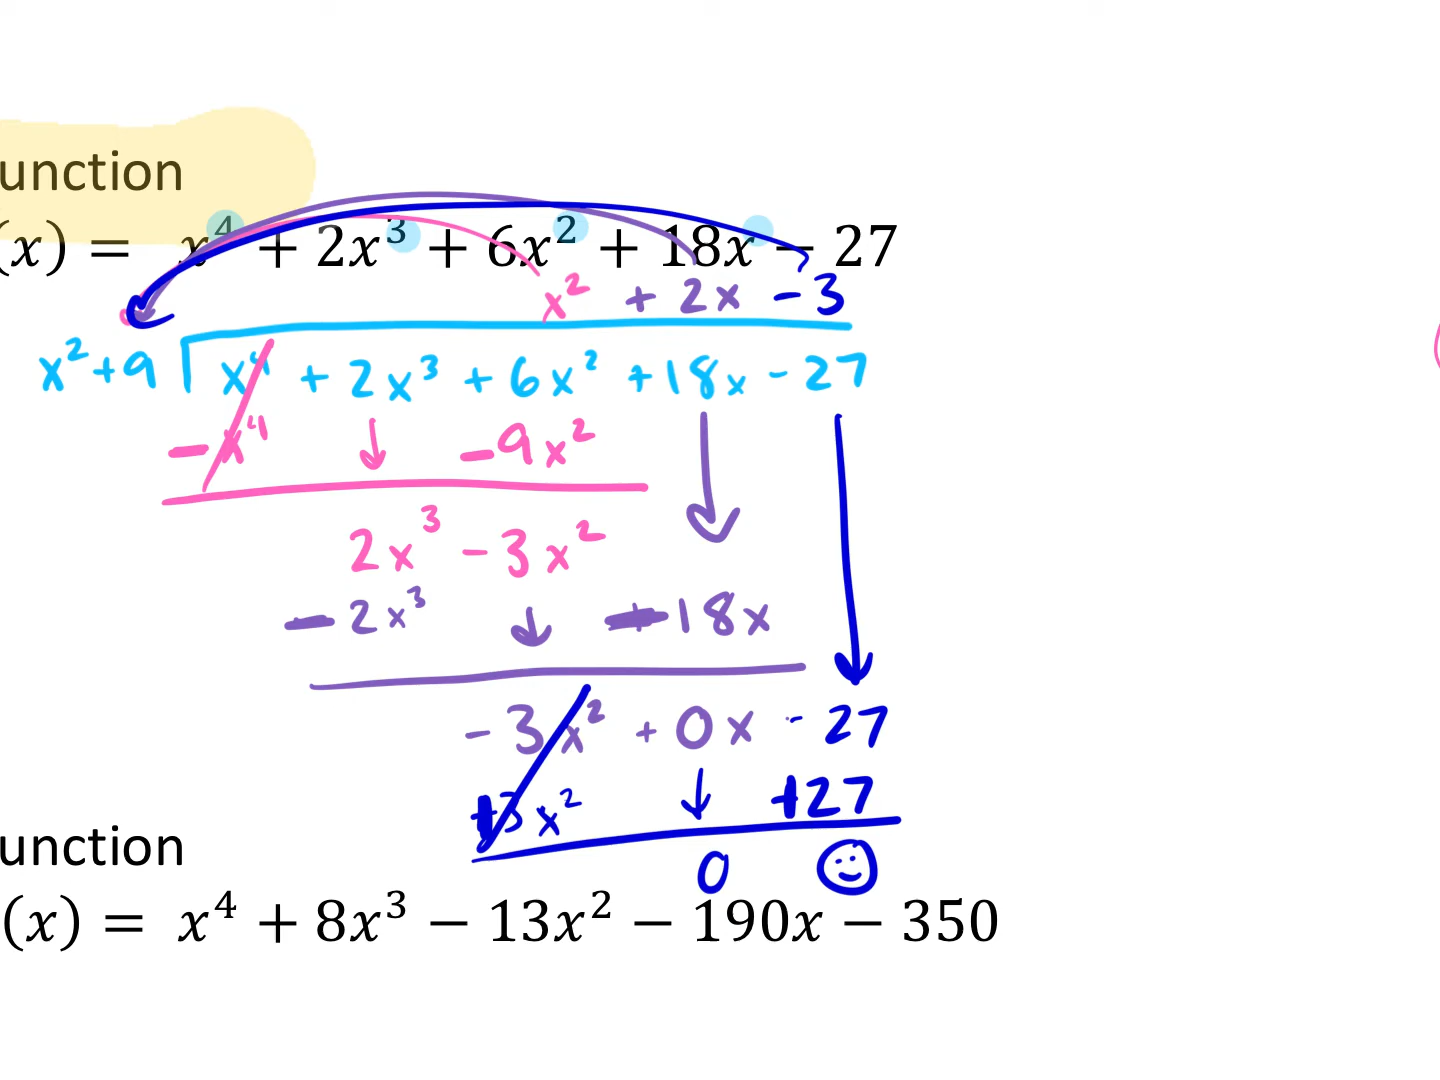 unction
(x) = x⁴ + 2x³ + 6x² + 18x − 27
x² + 2x - 3
x² + 9 x⁴ + 2x³ + 6x² + 18x - 27
- x⁴ ↓ - 9x²
2x³ - 3x²
- 2x³ ↓ - 18x
- 3x² + 0x - 27
+3x² ↓ +27
0
unction
(x) = x⁴ + 8x³ − 13x² − 190x − 350